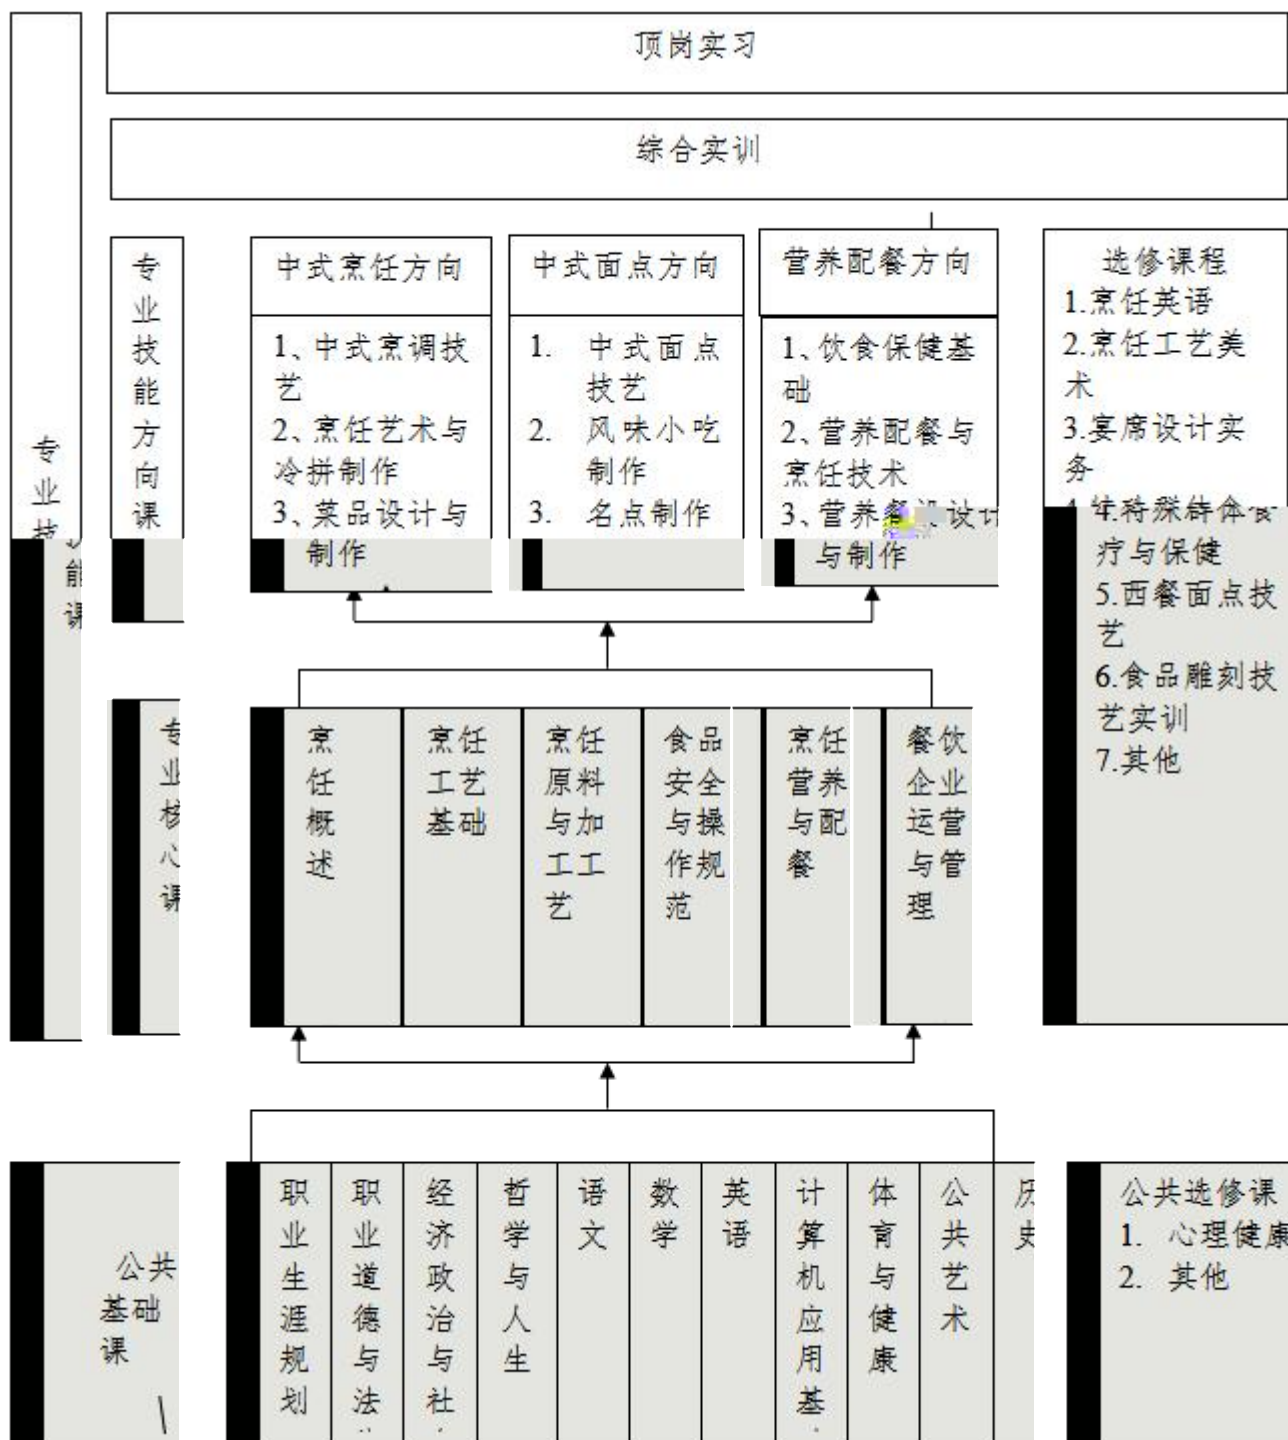 顶岗实习
综合实训
专
业
技
能
课
专
业
技
能
方
向
课
中式烹饪方向
1、中式烹调技
艺
2、烹饪艺术与
冷拼制作
3、菜品设计与
制作
中式面点方向
1. 中式面点
技艺
2. 风味小吃
制作
3. 名点制作
营养配餐方向
1、饮食保健基
础
2、营养配餐与
烹饪技术
3、营养餐设计
与制作
选修课程
1.烹饪英语
2.烹饪工艺美
术
3.宴席设计实
务
疗与保健
5.西餐面点技
艺
6.食品雕刻技
艺实训
7.其他
专
业
核
心
课
烹
饪
概
述
烹饪
工艺
基础
烹饪
原料
与加
工工
艺
食品
安全
与操
作规
范
烹饪
营养
与配
餐
餐饮
企业
运营
与管
理
公共
基础
课
职
业
生
涯
规
划
职
业
道
德
与
法
经
济
政
治
与
社
哲
学
与
人
生
语
文
数
学
英
语
计
算
机
应
用
基
体
育
与
健
康
公
共
艺
术
历
史
公共选修课
1. 心理健康
2. 其他